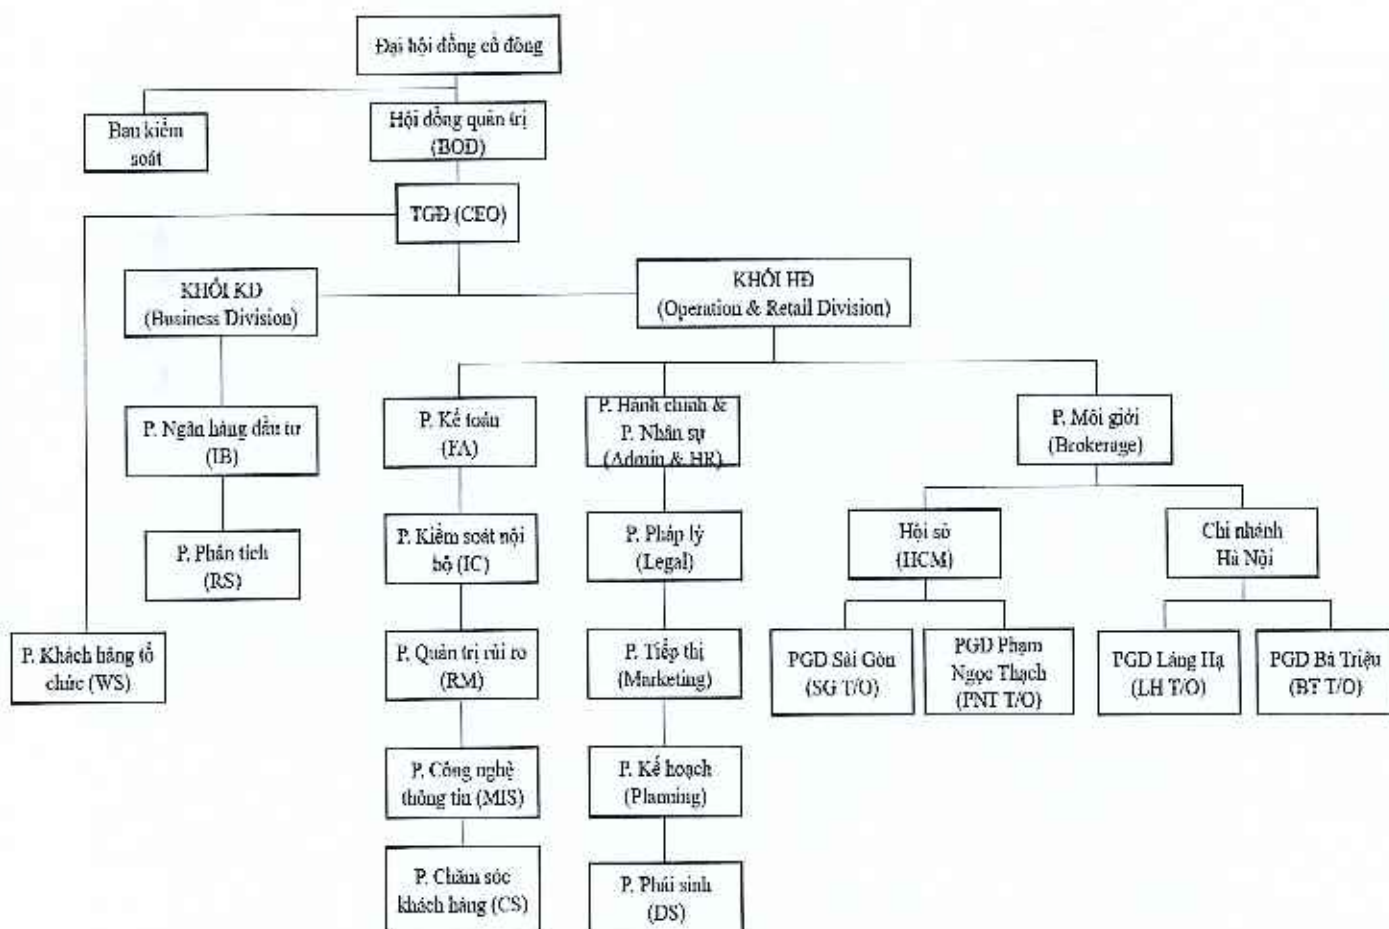 Đại hội đồng cổ đông
Ban kiểm
soát
Hội đồng quản trị
(BOD)
TGĐ (CEO)
KHỐI KD
(Business Division)
KHỐI HĐ
(Operation & Retail Division)
P. Ngân hàng đầu tư
(IB)
P. Kế toán
(FA)
P. Hành chính &
P. Nhân sự
(Admin & HR)
P. Môi giới
(Brokerage)
P. Phân tích
(RS)
P. Kiểm soát nội
bộ (IC)
P. Pháp lý
(Legal)
Hội sở
(HCM)
Chi nhánh
Hà Nội
P. Khách hàng tổ
chức (WS)
P. Quản trị rủi ro
(RM)
P. Tiếp thị
(Marketing)
PGD Sài Gòn
(SG T/O)
PGD Phạm
Ngọc Thạch
(PNT T/O)
PGD Láng Hạ
(LH T/O)
PGD Bà Triệu
(BT T/O)
P. Công nghệ
thông tin (MIS)
P. Kế hoạch
(Planning)
P. Chăm sóc
khách hàng (CS)
P. Phái sinh
(DS)